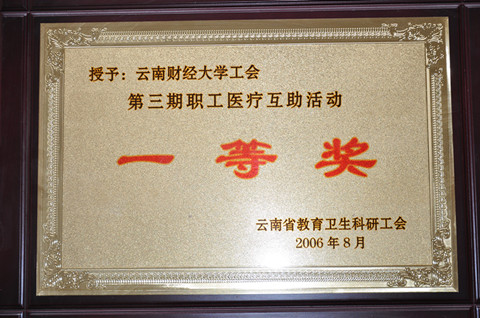 授予：云南财经大学工会
第三期职工医疗互助活动
一等奖
云南省教育卫生科研工会
2006年8月